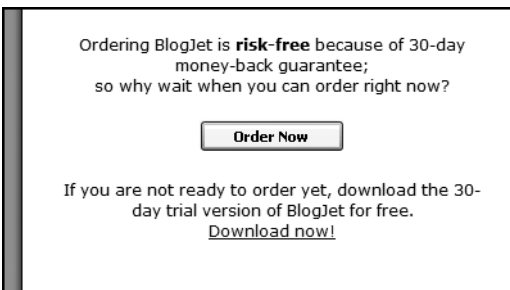 Ordering BlogJet is risk-free because of 30-day
money-back guarantee;
so why wait when you can order right now?
Order Now
If you are not ready to order yet, download the 30-
day trial version of BlogJet for free.
Download now!